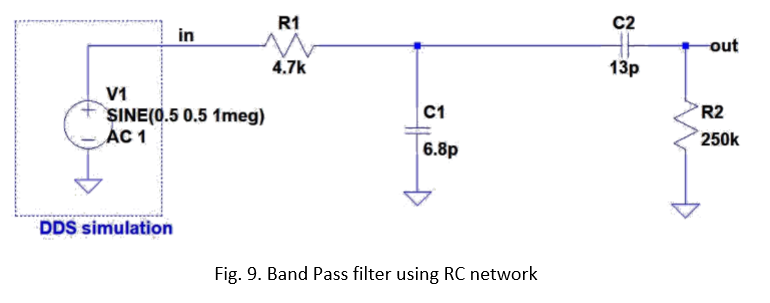 in
R1
4.7k
C2
13p
out
V1
SINE(0.5 0.5 1meg)
AC 1
C1
6.8p
R2
250k
DDS simulation
Fig. 9. Band Pass filter using RC network